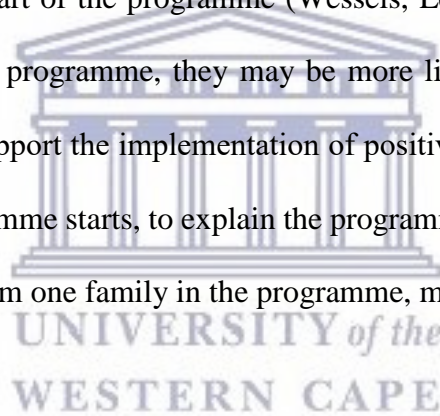 art of the programme (Wessels, L
programme, they may be more li
pport the implementation of positiv
mme starts, to explain the program
m one family in the programme, m
UNIVERSITY of the
WESTERN CAPE